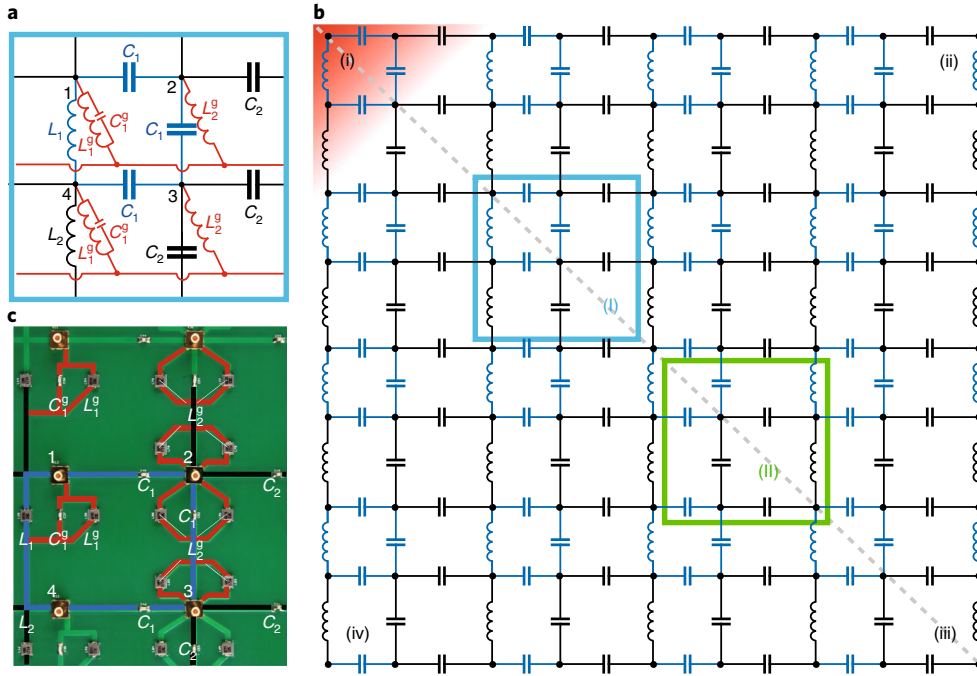 a
C₁
C₂
1
2
L₁
C₁ᵍ
L₁ᵍ
C₁
L₂ᵍ
4
C₁
3
C₂
L₂
C₁ᵍ
L₁ᵍ
C₂
L₂ᵍ
b
(i)
(ii)
(I)
(II)
(iv)
(iii)
c
C₁ᵍ
L₁ᵍ
L₂ᵍ
1
2
C₁
C₂
L₁
C₁ᵍ
L₁ᵍ
C₁
L₂ᵍ
4
3
L₂
C₁
C₂
C₂